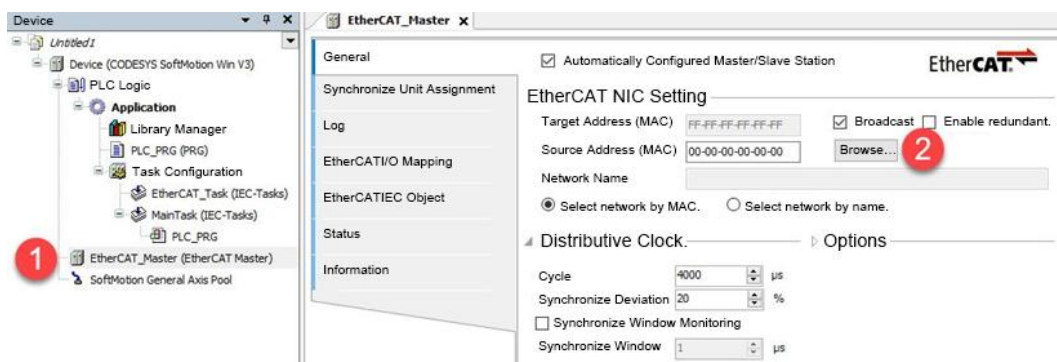 Device
Untitled1
Device (CODESYS SoftMotion Win V3)
PLC Logic
Application
Library Manager
PLC_PRG (PRG)
Task Configuration
EtherCAT_Task (IEC-Tasks)
MainTask (IEC-Tasks)
PLC_PRG
1
EtherCAT_Master (EtherCAT Master)
SoftMotion General Axis Pool
EtherCAT_Master x
General
Synchronize Unit Assignment
Log
EtherCATI/O Mapping
EtherCATIEC Object
Status
Information
Automatically Configured Master/Slave Station
EtherCAT.
EtherCAT NIC Setting
Target Address (MAC) FF-FF-FF-FF-FF-FF Broadcast Enable redundant.
Source Address (MAC) 00-00-00-00-00-00 Browse... 2
Network Name
Select network by MAC. Select network by name.
Distributive Clock. Options
Cycle 4000 µs
Synchronize Deviation 20 %
Synchronize Window Monitoring
Synchronize Window 1 µs